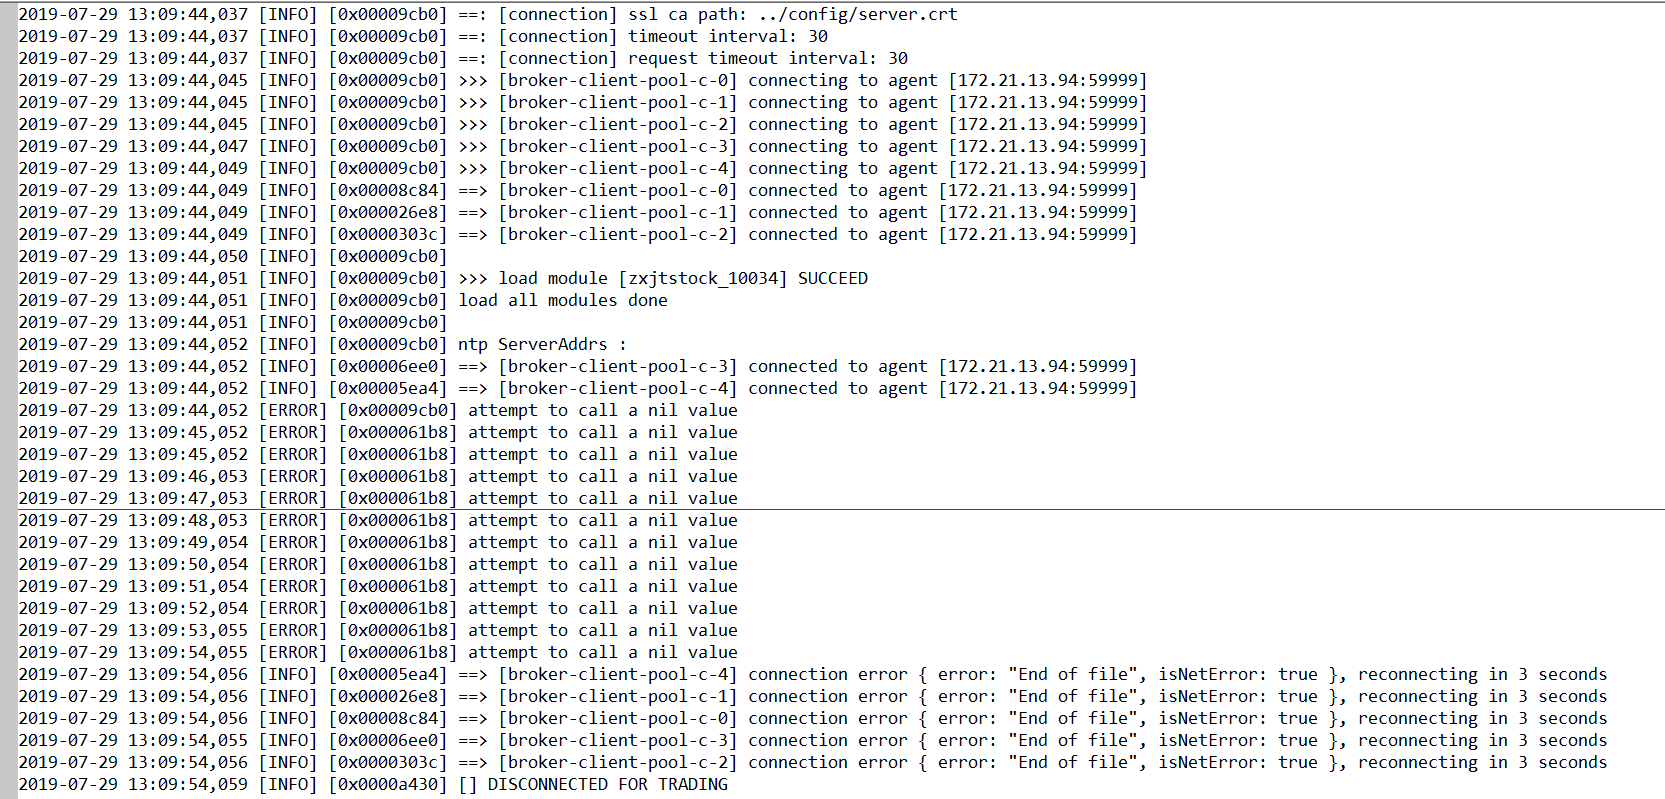 2019-07-29 13:09:44,037 [INFO] [0x00009cb0] ==: [connection] ssl ca path: ../config/server.crt
2019-07-29 13:09:44,037 [INFO] [0x00009cb0] ==: [connection] timeout interval: 30
2019-07-29 13:09:44,037 [INFO] [0x00009cb0] ==: [connection] request timeout interval: 30
2019-07-29 13:09:44,045 [INFO] [0x00009cb0] >>> [broker-client-pool-c-0] connecting to agent [172.21.13.94:59999]
2019-07-29 13:09:44,045 [INFO] [0x00009cb0] >>> [broker-client-pool-c-1] connecting to agent [172.21.13.94:59999]
2019-07-29 13:09:44,045 [INFO] [0x00009cb0] >>> [broker-client-pool-c-2] connecting to agent [172.21.13.94:59999]
2019-07-29 13:09:44,047 [INFO] [0x00009cb0] >>> [broker-client-pool-c-3] connecting to agent [172.21.13.94:59999]
2019-07-29 13:09:44,049 [INFO] [0x00009cb0] >>> [broker-client-pool-c-4] connecting to agent [172.21.13.94:59999]
2019-07-29 13:09:44,049 [INFO] [0x00008c84] ==> [broker-client-pool-c-0] connected to agent [172.21.13.94:59999]
2019-07-29 13:09:44,049 [INFO] [0x000026e8] ==> [broker-client-pool-c-1] connected to agent [172.21.13.94:59999]
2019-07-29 13:09:44,049 [INFO] [0x0000303c] ==> [broker-client-pool-c-2] connected to agent [172.21.13.94:59999]
2019-07-29 13:09:44,050 [INFO] [0x00009cb0]
2019-07-29 13:09:44,051 [INFO] [0x00009cb0] >>> load module [zxjtstock_10034] SUCCEED
2019-07-29 13:09:44,051 [INFO] [0x00009cb0] load all modules done
2019-07-29 13:09:44,051 [INFO] [0x00009cb0]
2019-07-29 13:09:44,052 [INFO] [0x00009cb0] ntp ServerAddrs :
2019-07-29 13:09:44,052 [INFO] [0x00006ee0] ==> [broker-client-pool-c-3] connected to agent [172.21.13.94:59999]
2019-07-29 13:09:44,052 [INFO] [0x00005ea4] ==> [broker-client-pool-c-4] connected to agent [172.21.13.94:59999]
2019-07-29 13:09:44,052 [ERROR] [0x00009cb0] attempt to call a nil value
2019-07-29 13:09:45,052 [ERROR] [0x000061b8] attempt to call a nil value
2019-07-29 13:09:45,052 [ERROR] [0x000061b8] attempt to call a nil value
2019-07-29 13:09:46,053 [ERROR] [0x000061b8] attempt to call a nil value
2019-07-29 13:09:47,053 [ERROR] [0x000061b8] attempt to call a nil value
2019-07-29 13:09:48,053 [ERROR] [0x000061b8] attempt to call a nil value
2019-07-29 13:09:49,054 [ERROR] [0x000061b8] attempt to call a nil value
2019-07-29 13:09:50,054 [ERROR] [0x000061b8] attempt to call a nil value
2019-07-29 13:09:51,054 [ERROR] [0x000061b8] attempt to call a nil value
2019-07-29 13:09:52,054 [ERROR] [0x000061b8] attempt to call a nil value
2019-07-29 13:09:53,055 [ERROR] [0x000061b8] attempt to call a nil value
2019-07-29 13:09:54,055 [ERROR] [0x000061b8] attempt to call a nil value
2019-07-29 13:09:54,056 [INFO] [0x00005ea4] ==> [broker-client-pool-c-4] connection error { error: "End of file", isNetError: true }, reconnecting in 3 seconds
2019-07-29 13:09:54,056 [INFO] [0x000026e8] ==> [broker-client-pool-c-1] connection error { error: "End of file", isNetError: true }, reconnecting in 3 seconds
2019-07-29 13:09:54,056 [INFO] [0x00008c84] ==> [broker-client-pool-c-0] connection error { error: "End of file", isNetError: true }, reconnecting in 3 seconds
2019-07-29 13:09:54,055 [INFO] [0x00006ee0] ==> [broker-client-pool-c-3] connection error { error: "End of file", isNetError: true }, reconnecting in 3 seconds
2019-07-29 13:09:54,056 [INFO] [0x0000303c] ==> [broker-client-pool-c-2] connection error { error: "End of file", isNetError: true }, reconnecting in 3 seconds
2019-07-29 13:09:54,059 [INFO] [0x0000a430] [] DISCONNECTED FOR TRADING